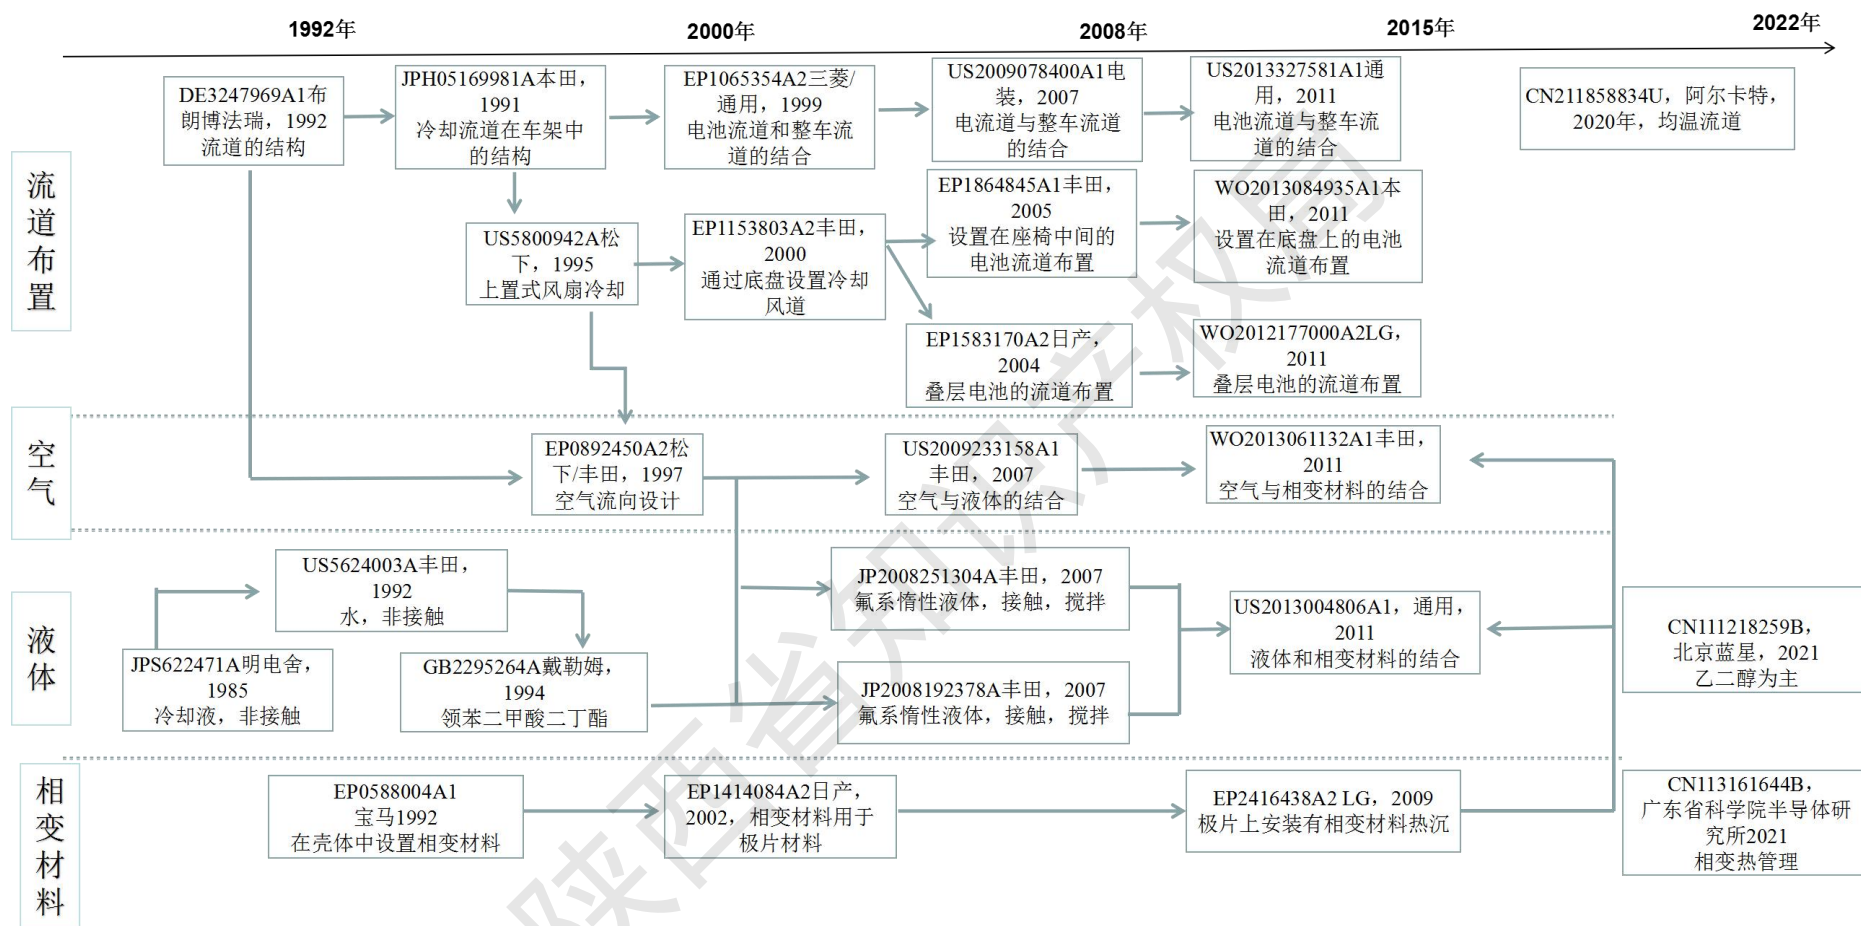 1992年
2000年
2008年
2015年
2022年
流
道
布
置
DE3247969A1布
朗博法瑞，1992
流道的结构
JPH05169981A本田，
1991
冷却流道在车架中
的结构
EP1065354A2三菱/
通用，1999
电池流道和整车流
道的结合
US2009078400A1电
装，2007
电流道与整车流道
的结合
US2013327581A1通
用，2011
电池流道与整车流
道的结合
CN211858834U，阿尔卡特，
2020年，均温流道
US5800942A松
下，1995
上置式风扇冷却
EP1153803A2丰田，
2000
通过底盘设置冷却
风道
EP1864845A1丰田，
2005
设置在座椅中间的
电池流道布置
WO2013084935A1本
田，2011
设置在底盘上的电池
流道布置
EP1583170A2日产，
2004
叠层电池的流道布置
WO2012177000A2LG，
2011
叠层电池的流道布置
空
气
EP0892450A2松
下/丰田，1997
空气流向设计
US2009233158A1
丰田，2007
空气与液体的结合
WO2013061132A1丰田，
2011
空气与相变材料的结合
液
体
US5624003A丰田，
1992
水，非接触
JPS622471A明电舍，
1985
冷却液，非接触
GB2295264A戴勒姆，
1994
领苯二甲酸二丁酯
JP2008251304A丰田，2007
氟系惰性液体，接触，搅拌
JP2008192378A丰田，2007
氟系惰性液体，接触，搅拌
US2013004806A1，通用，
2011
液体和相变材料的结合
CN111218259B，
北京蓝星，2021
乙二醇为主
相
变
材
料
EP0588004A1
宝马1992
在壳体中设置相变材料
EP1414084A2日产，
2002，相变材料用于
极片材料
EP2416438A2 LG，2009
极片上安装有相变材料热沉
CN113161644B，
广东省科学院半导体研
究所2021
相变热管理
陕西省知识产权局